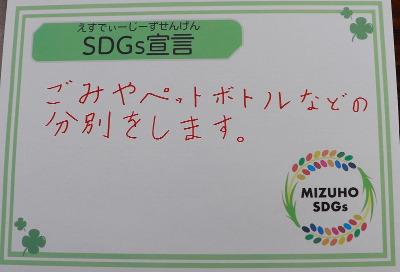 えすでぃーじーずせんげん
SDGs宣言
ごみやペットボトルなどの
分別をします。
MIZUHO
SDGs